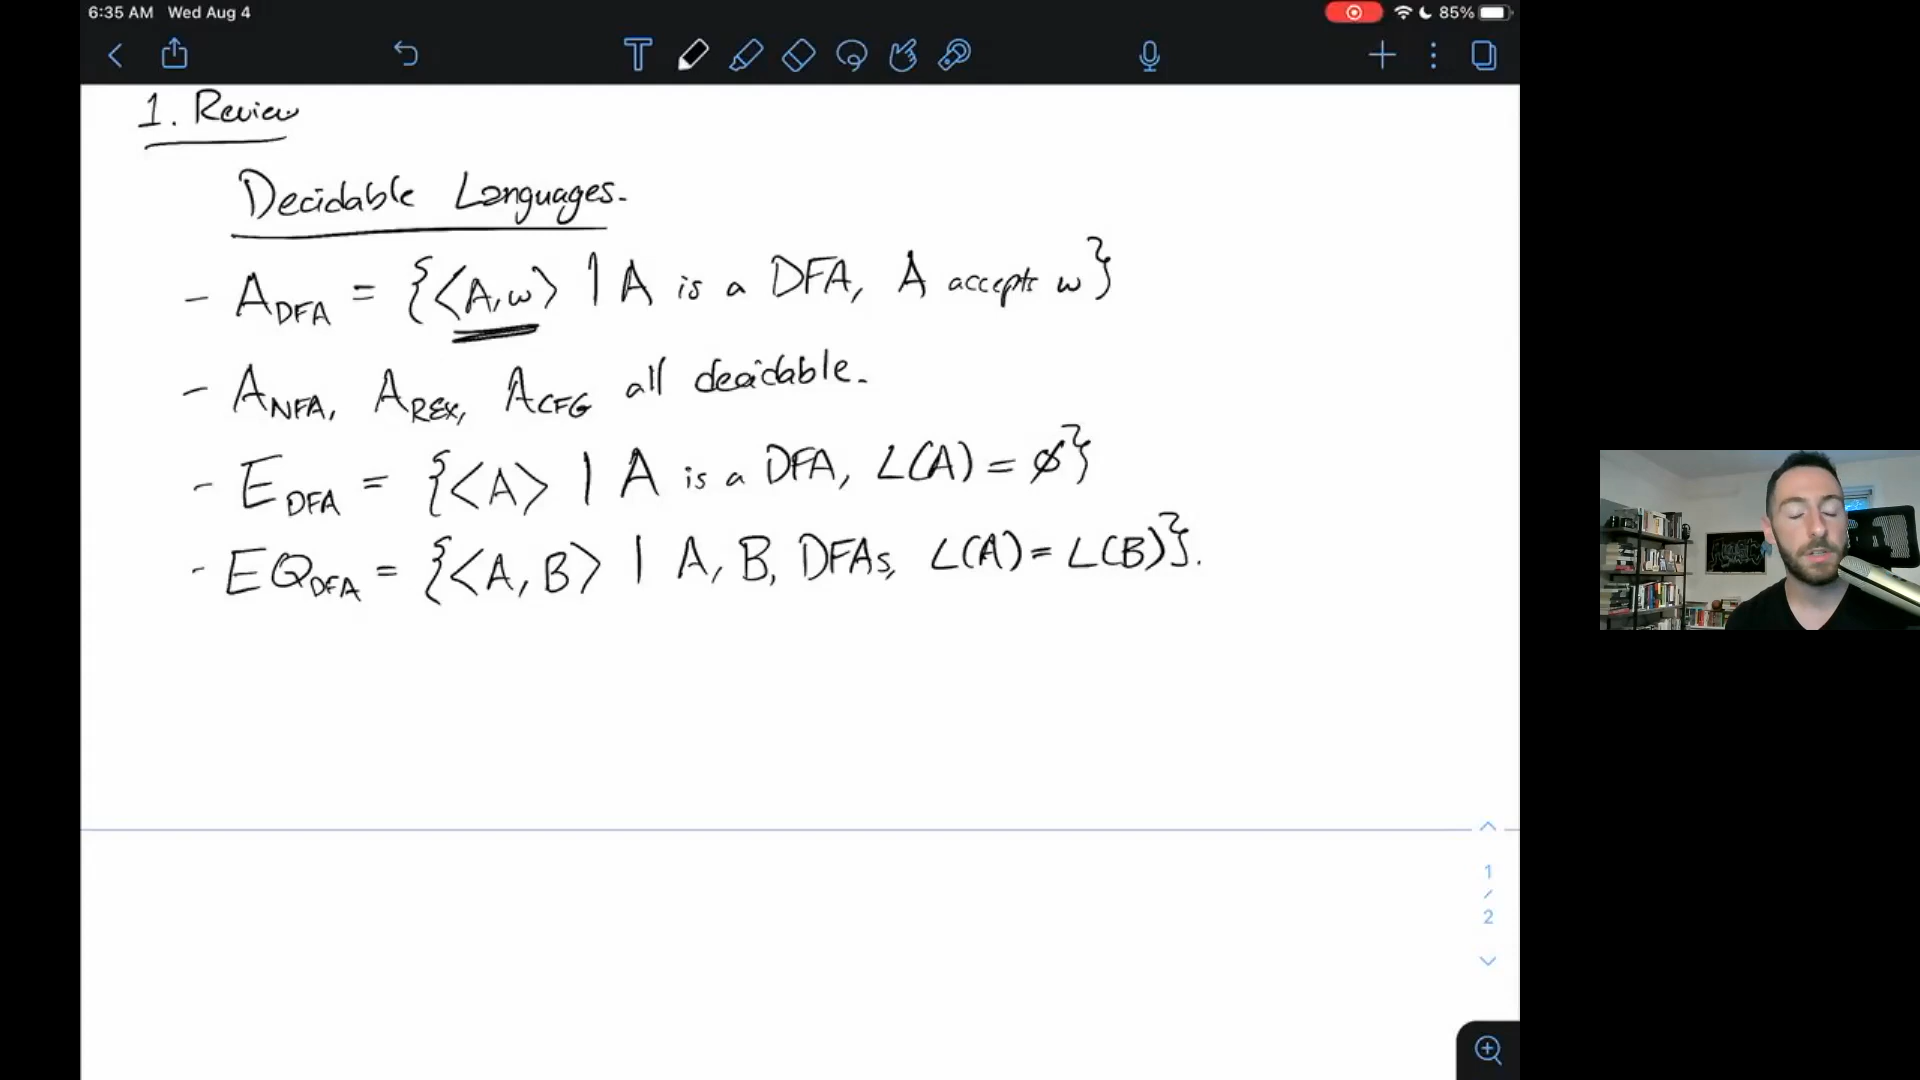 6:35 AM Wed Aug 4 85%
1. Review
Decidable Languages.
- A_DFA = {<A, w> | A is a DFA, A accepts w}
- A_NFA, A_REX, A_CFG all decidable.
- E_DFA = {<A> | A is a DFA, L(A) = ∅}
- EQ_DFA = {<A, B> | A, B, DFAs, L(A) = L(B)}.
1
/
2